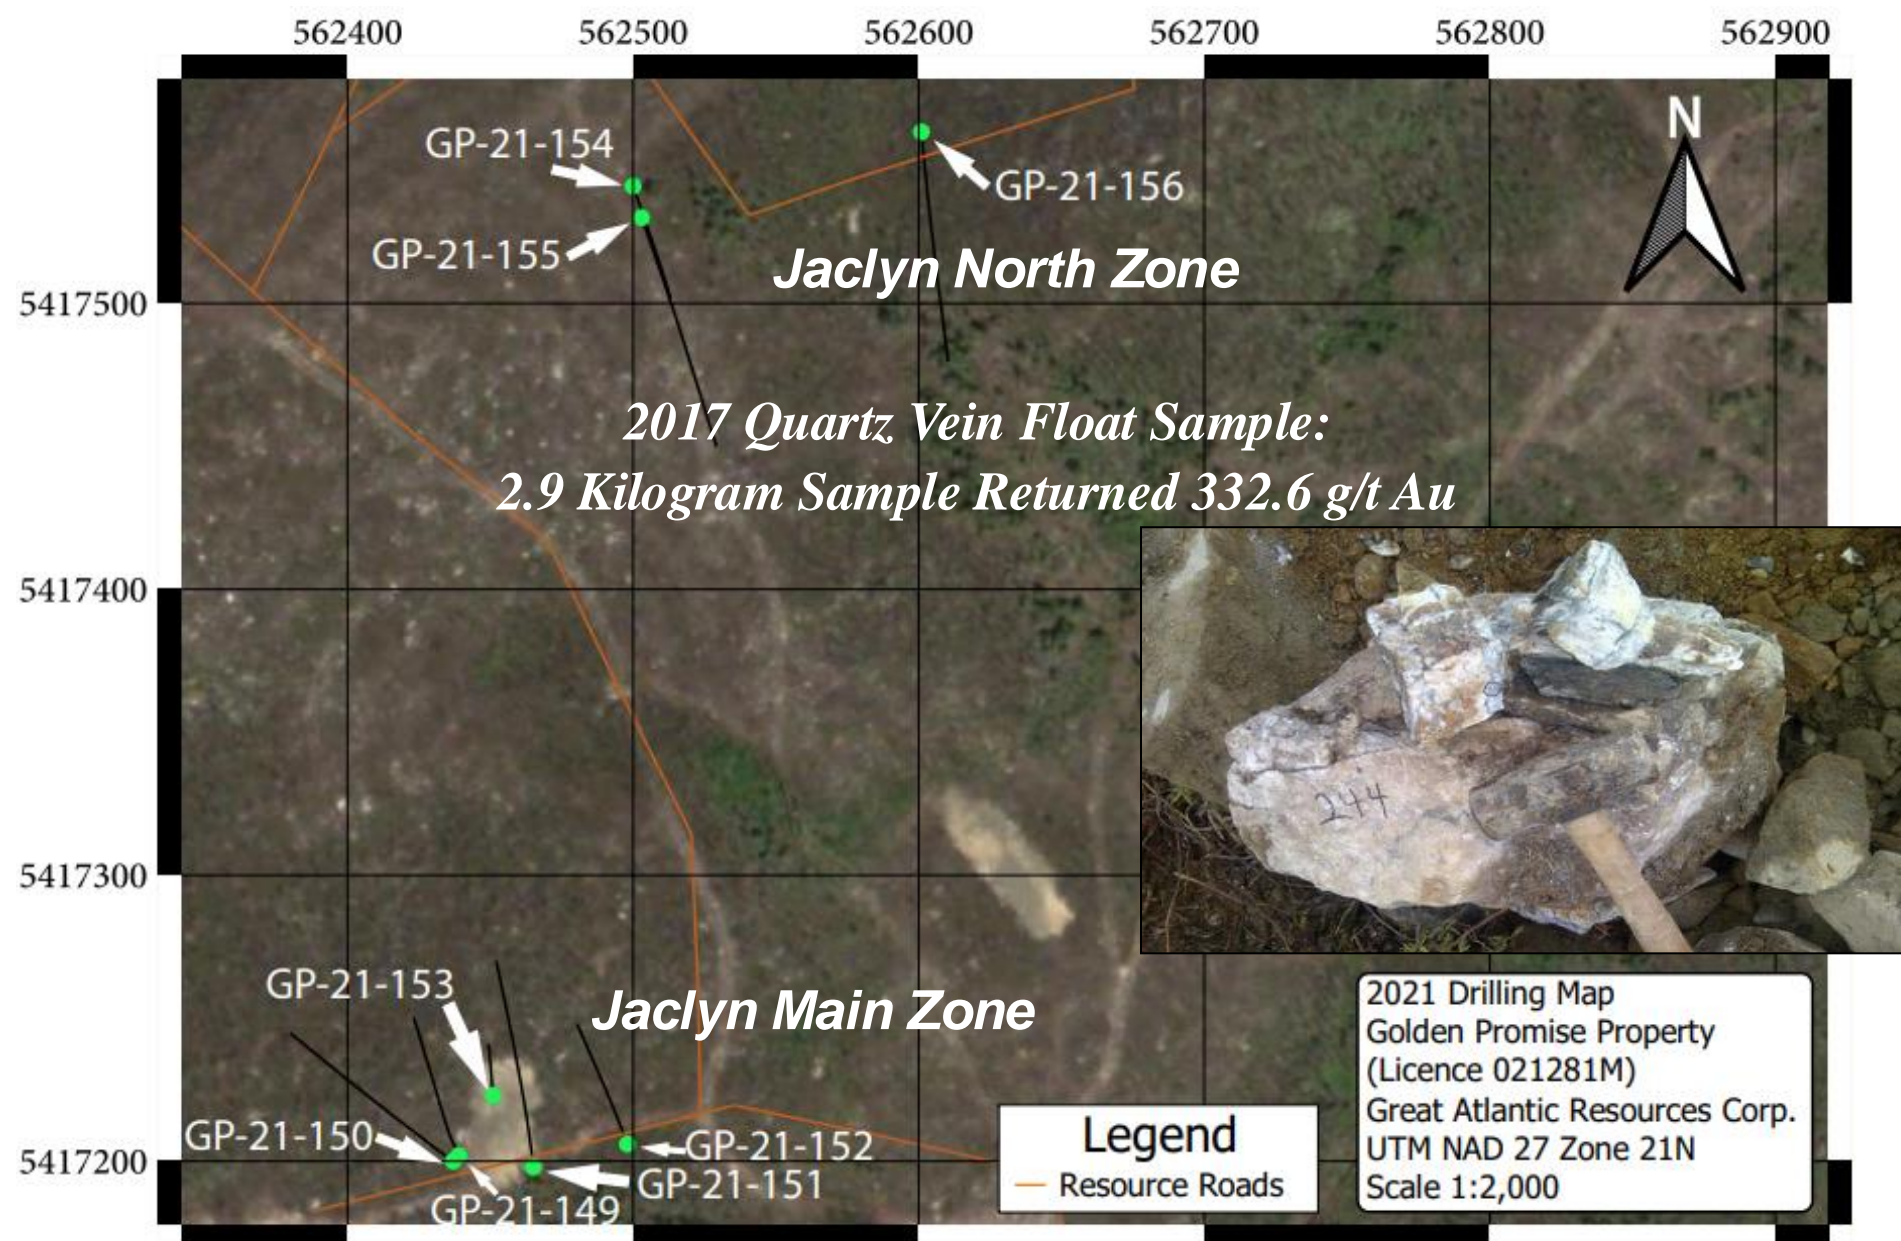 562400 562500 562600 562700 562800 562900
N
GP-21-154
GP-21-156
GP-21-155
Jaclyn North Zone
5417500
2017 Quartz Vein Float Sample:
2.9 Kilogram Sample Returned 332.6 g/t Au
5417400
244
5417300
GP-21-153
Jaclyn Main Zone
GP-21-150
GP-21-152
5417200
GP-21-151
GP-21-149
Legend
Resource Roads
2021 Drilling Map
Golden Promise Property
(Licence 021281M)
Great Atlantic Resources Corp.
UTM NAD 27 Zone 21N
Scale 1:2,000